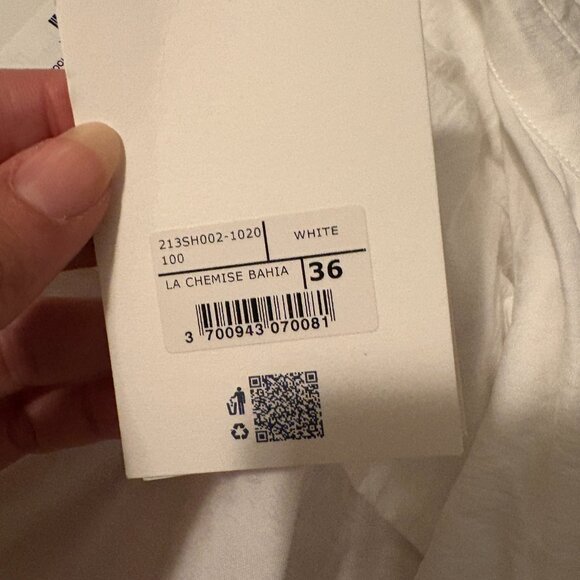 213SH002-1020
100
WHITE
LA CHEMISE BAHIA
36
3 700943 070081